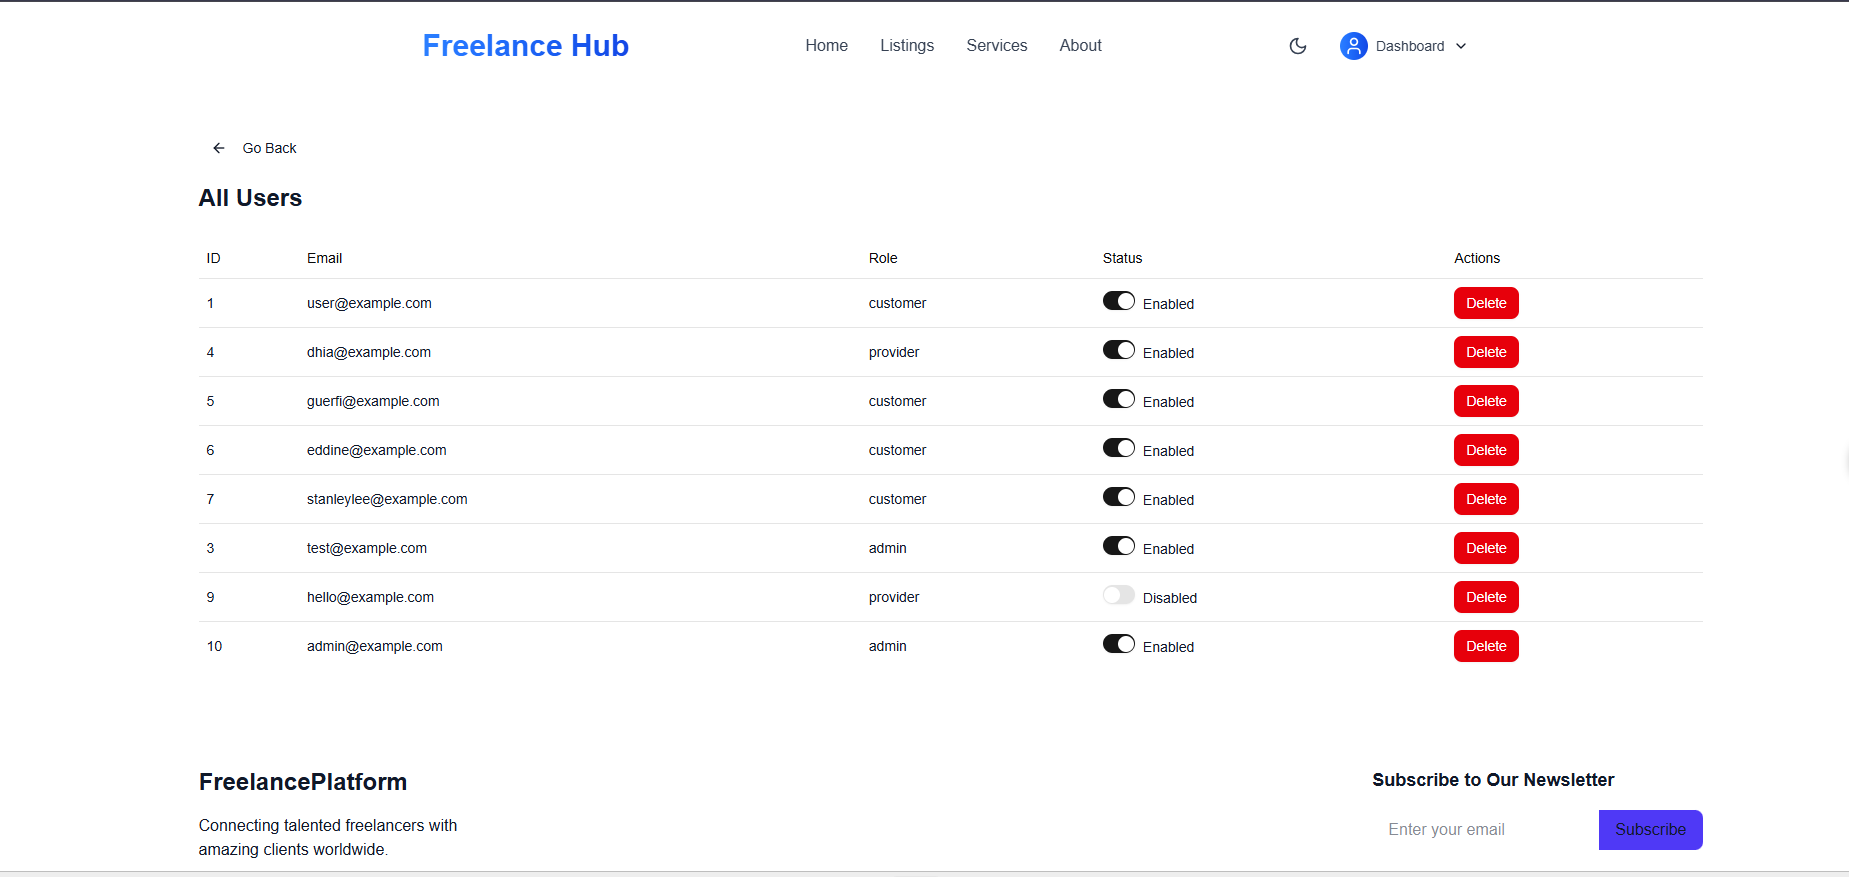 Freelance Hub Home Listings Services About Dashboard
Go Back
All Users
ID Email Role Status Actions
1 user@example.com customer Enabled Delete
4 dhia@example.com provider Enabled Delete
5 guerfi@example.com customer Enabled Delete
6 eddine@example.com customer Enabled Delete
7 stanleylee@example.com customer Enabled Delete
3 test@example.com admin Enabled Delete
9 hello@example.com provider Disabled Delete
10 admin@example.com admin Enabled Delete
FreelancePlatform
Connecting talented freelancers with
amazing clients worldwide.
Subscribe to Our Newsletter
Enter your email Subscribe